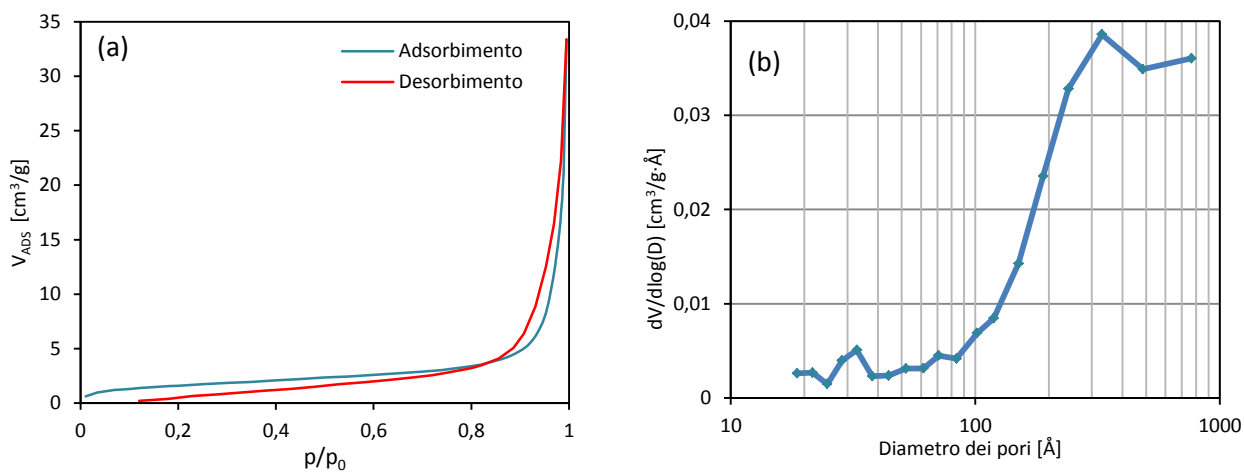 (a)
Adsorbimento
Desorbimento
V_ADS [cm³/g]
35
30
25
20
15
10
5
0
0
0,2
0,4
0,6
0,8
1
p/p₀
(b)
dV/dlog(D) [cm³/g·Å]
0,04
0,03
0,02
0,01
0
10
100
1000
Diametro dei pori [Å]